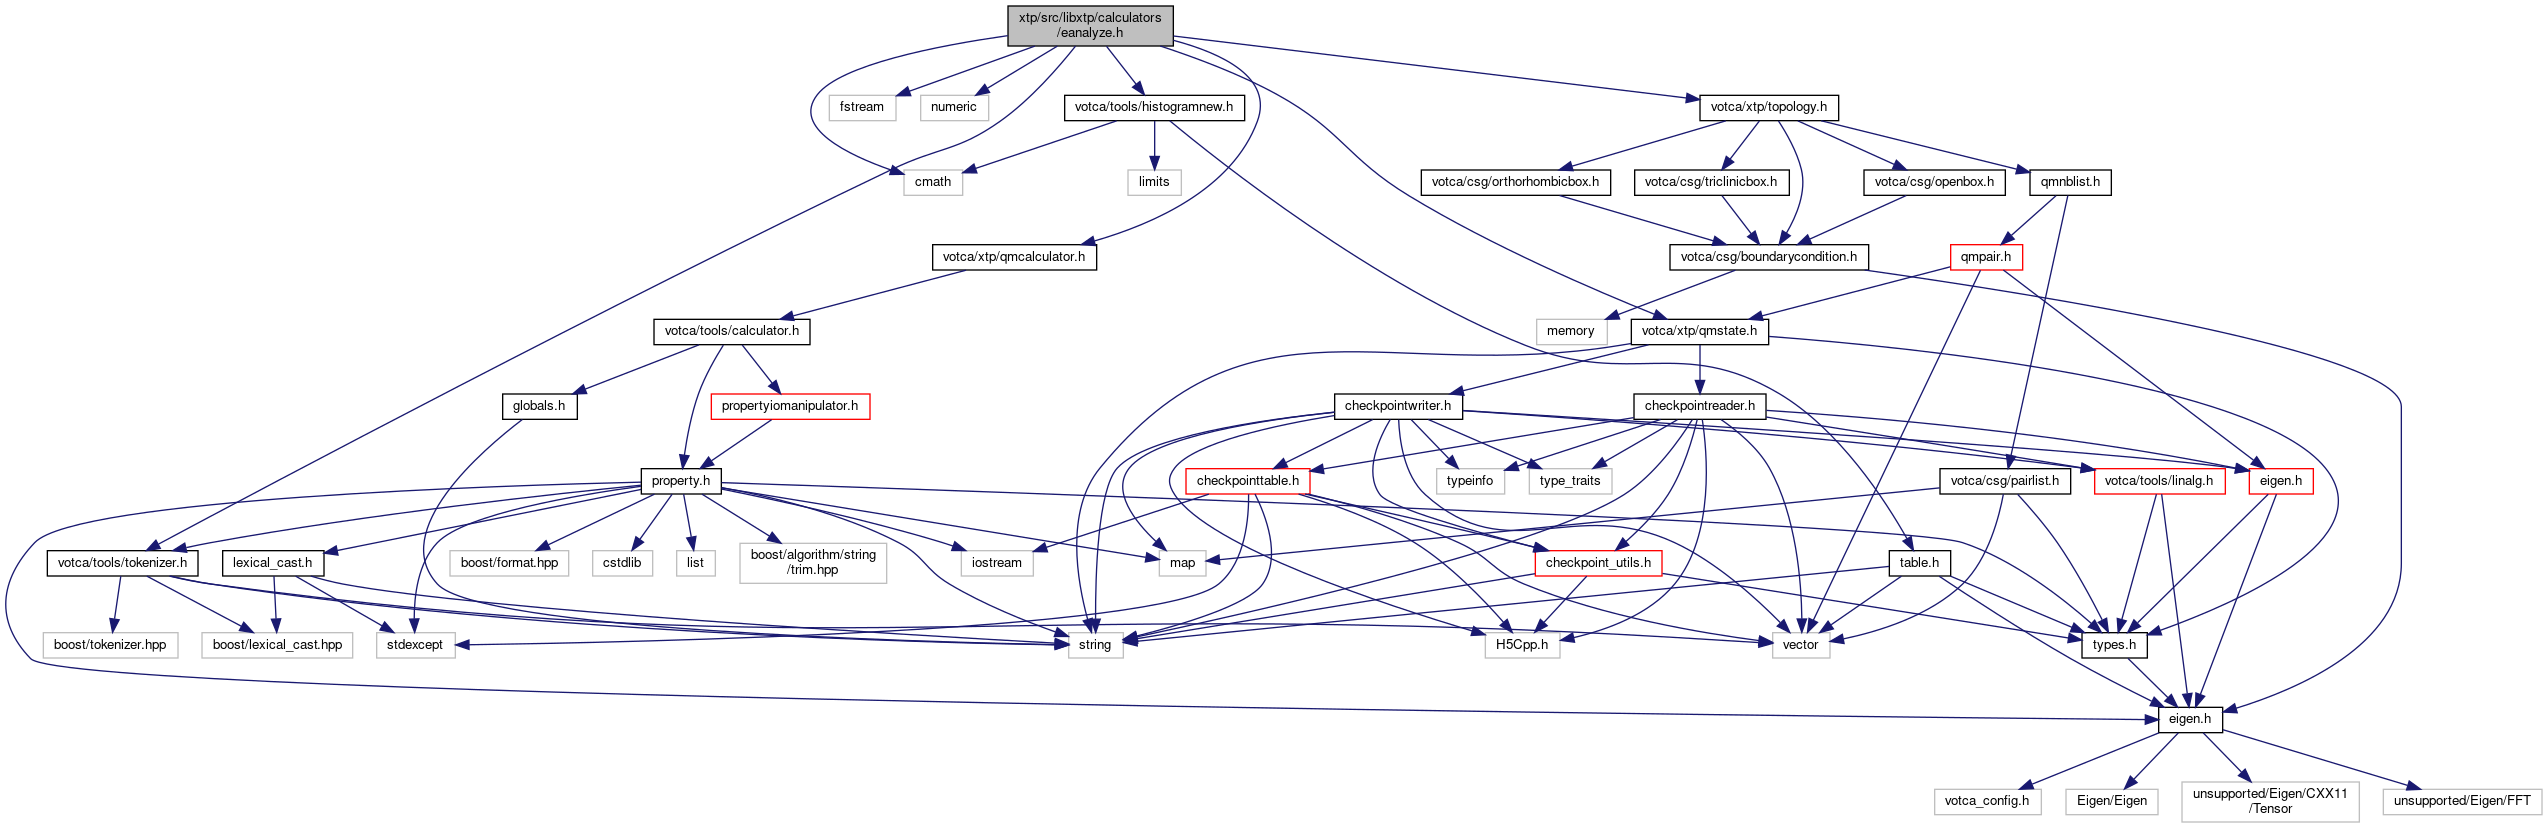 xtp/src/libxtp/calculators
/eanalyze.h
fstream
numeric
votca/tools/histogramnew.h
votca/xtp/topology.h
cmath
limits
votca/csg/orthorhombicbox.h
votca/csg/triclinicbox.h
votca/csg/openbox.h
qmnblist.h
votca/xtp/qmcalculator.h
votca/csg/boundarycondition.h
qmpair.h
votca/tools/calculator.h
memory
votca/xtp/qmstate.h
globals.h
propertyiomanipulator.h
checkpointwriter.h
checkpointreader.h
property.h
checkpointtable.h
typeinfo
type_traits
votca/csg/pairlist.h
votca/tools/linalg.h
eigen.h
votca/tools/tokenizer.h
lexical_cast.h
boost/format.hpp
cstdlib
list
boost/algorithm/string
/trim.hpp
iostream
map
checkpoint_utils.h
table.h
boost/tokenizer.hpp
boost/lexical_cast.hpp
stdexcept
string
H5Cpp.h
vector
types.h
eigen.h
votca_config.h
Eigen/Eigen
unsupported/Eigen/CXX11
/Tensor
unsupported/Eigen/FFT